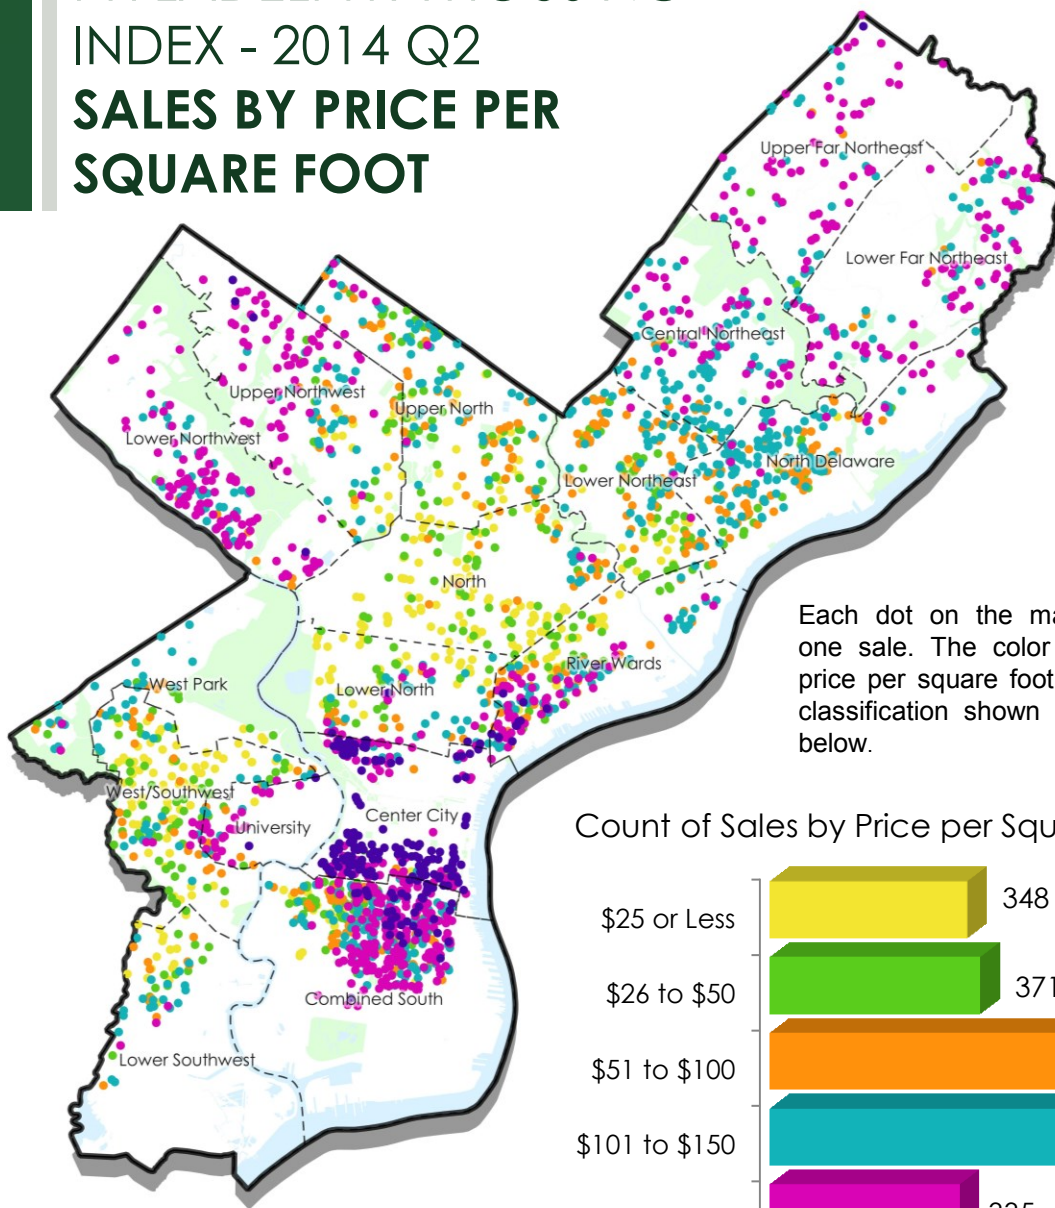 INDEX - 2014 Q2
SALES BY PRICE PER
SQUARE FOOT
Upper Far Northeast
Lower Far Northeast
Central Northeast
Upper Northwest
Upper North
Lower Northwest
North Delaware
Lower Northeast
North
River Wards
West Park
Lower North
West/Southwest
University
Center City
Combined South
Lower Southwest
Each dot on the
one sale. The color
price per square foot
classification shown
below.
Count of Sales by Price per
$25 or Less
348
$26 to $50
371
$51 to $100
$101 to $150